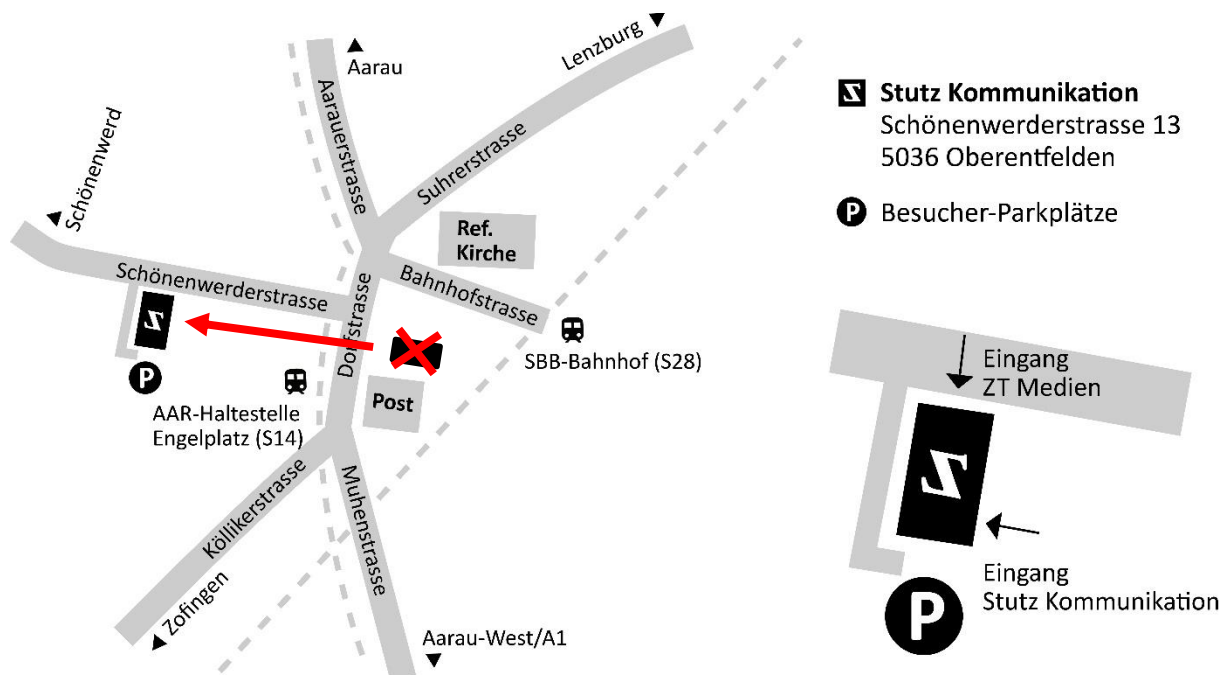 Aarau
Lenzburg
Aarauerstrasse
Suhrerstrasse
Schönenwerd
Ref.
Kirche
Schönenwerderstrasse
Bahnhofstrasse
Dorfstrasse
SBB-Bahnhof (S28)
P
AAR-Haltestelle
Engelplatz (S14)
Post
Köllikerstrasse
Muhenstrasse
Zofingen
Aarau-West/A1
Stutz Kommunikation
Schönenwerderstrasse 13
5036 Oberentfelden
P Besucher-Parkplätze
Eingang
ZT Medien
Eingang
Stutz Kommunikation
P